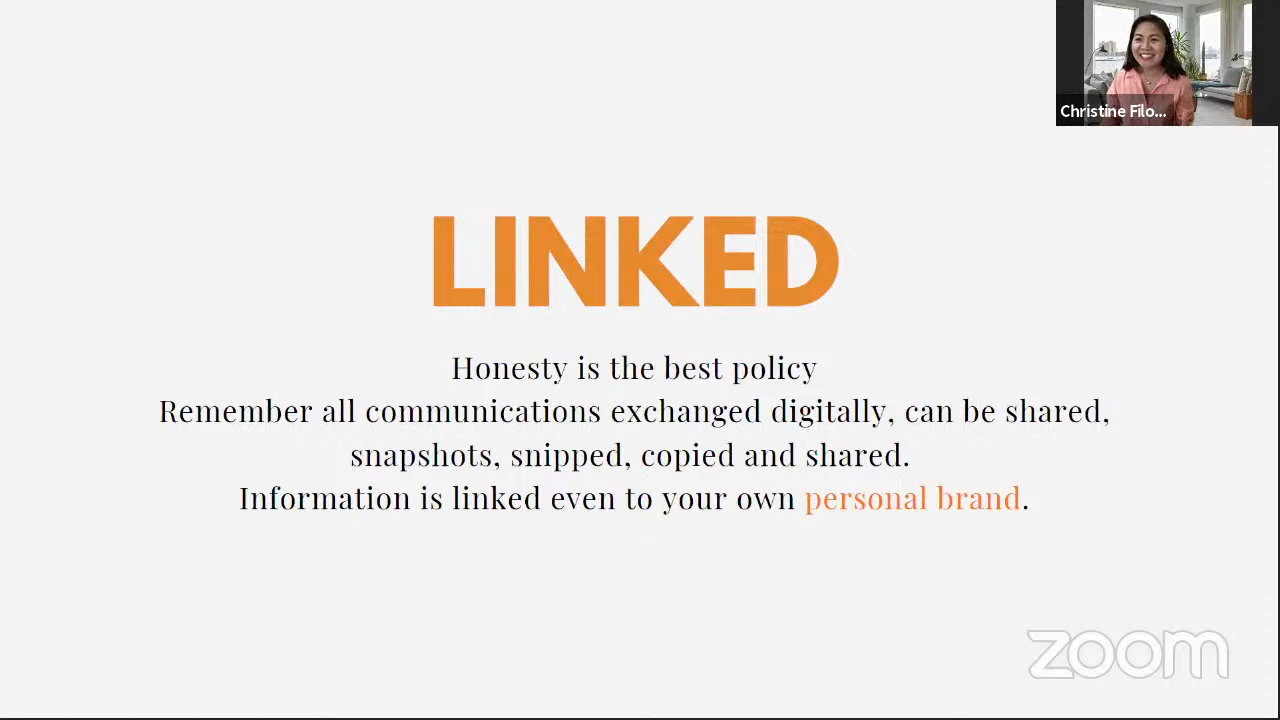 Christine Filo...
LINKED
Honesty is the best policy
Remember all communications exchanged digitally, can be shared,
snapshots, snipped, copied and shared.
Information is linked even to your own personal brand.
zoom